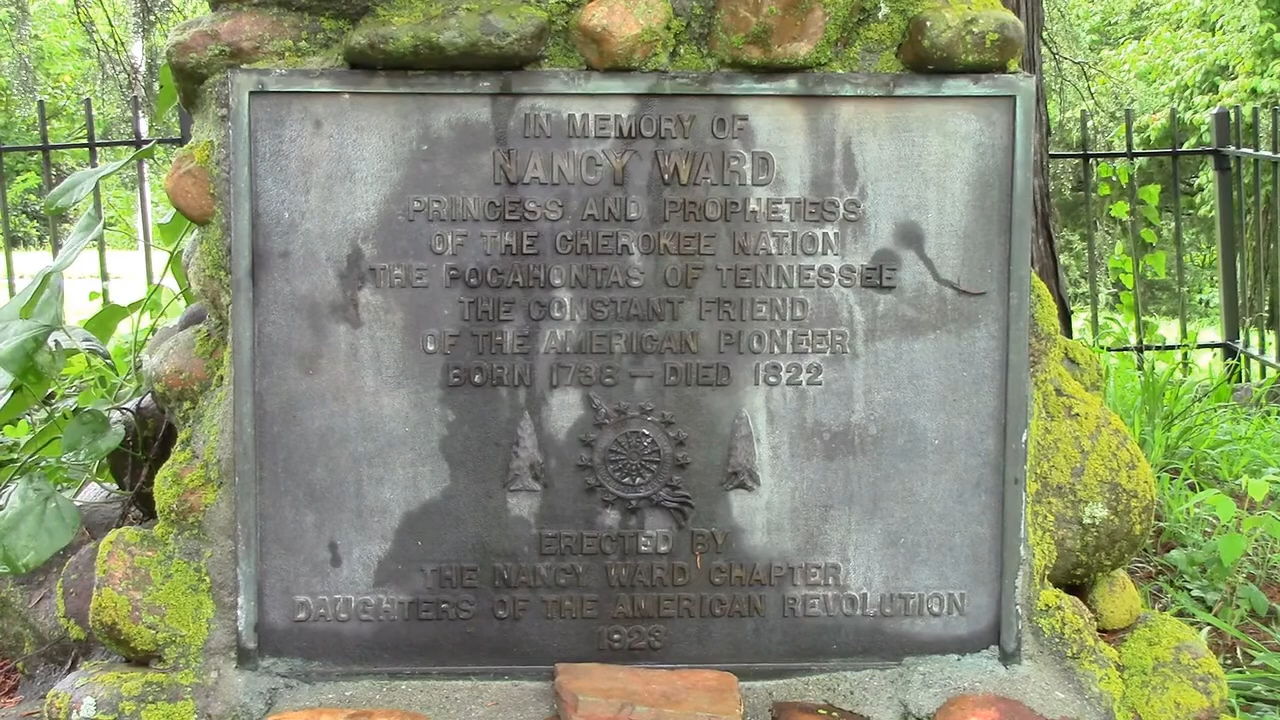 IN MEMORY OF
NANCY WARD
PRINCESS AND PROPHETESS
OF THE CHEROKEE NATION
THE POCAHONTAS OF TENNESSEE
THE CONSTANT FRIEND
OF THE AMERICAN PIONEER
BORN 1738 — DIED 1822
ERECTED BY
THE NANCY WARD CHAPTER
DAUGHTERS OF THE AMERICAN REVOLUTION
1923